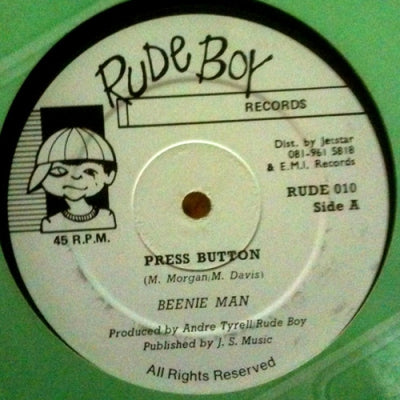 RUDE BOY
RECORDS
Dist. by Jetstar
081-961 5818
& E.M.I. Records
RUDE 010
Side A
45 R.P.M.
PRESS BUTTON
(M. Morgan/M. Davis)
BEENIE MAN
Produced by Andre Tyrell/Rude Boy
Published by J. S. Music
All Rights Reserved